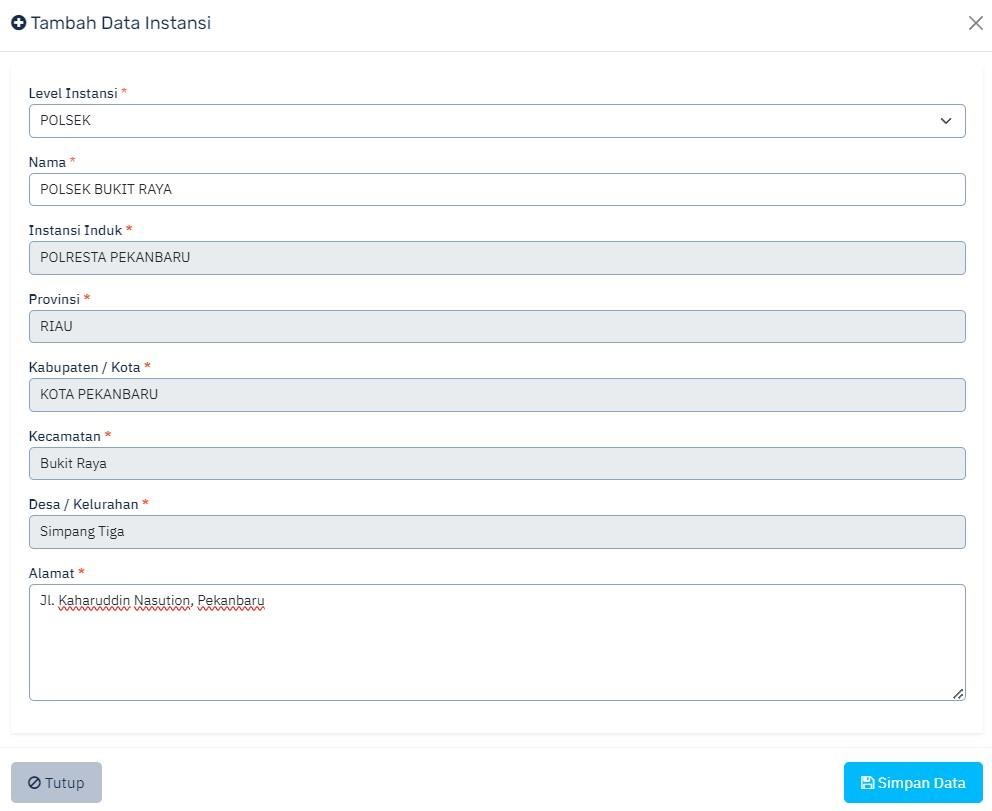 Tambah Data Instansi
Level Instansi *
POLSEK
Nama *
POLSEK BUKIT RAYA
Instansi Induk *
POLRESTA PEKANBARU
Provinsi *
RIAU
Kabupaten / Kota *
KOTA PEKANBARU
Kecamatan *
Bukit Raya
Desa / Kelurahan *
Simpang Tiga
Alamat *
Jl. Kaharuddin Nasution, Pekanbaru
Tutup
Simpan Data